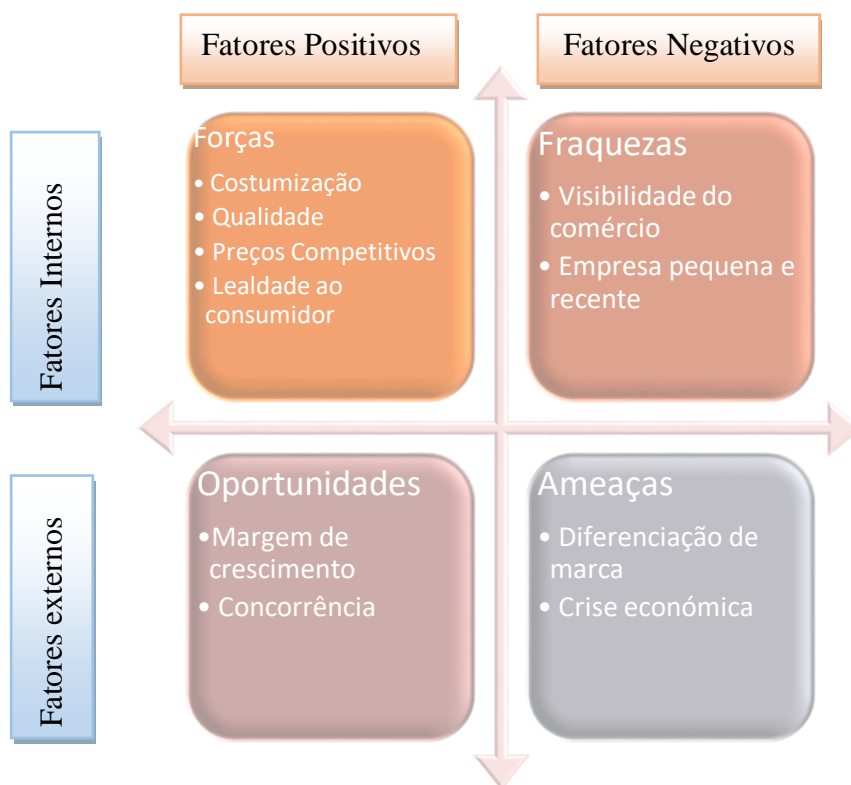 Fatores Positivos
Fatores Negativos
Fatores Internos
Forças
• Costumização
• Qualidade
• Preços Competitivos
• Lealdade ao
consumidor
Fraquezas
• Visibilidade do
comércio
• Empresa pequena e
recente
Fatores externos
Oportunidades
•Margem de
crescimento
• Concorrência
Ameaças
• Diferenciação de
marca
• Crise económica